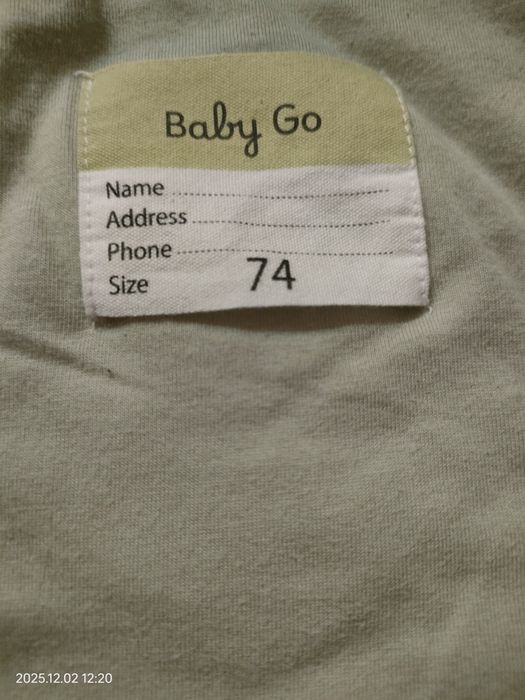 Baby Go
Name
Address
Phone
Size 74
2025.12.02 12:20